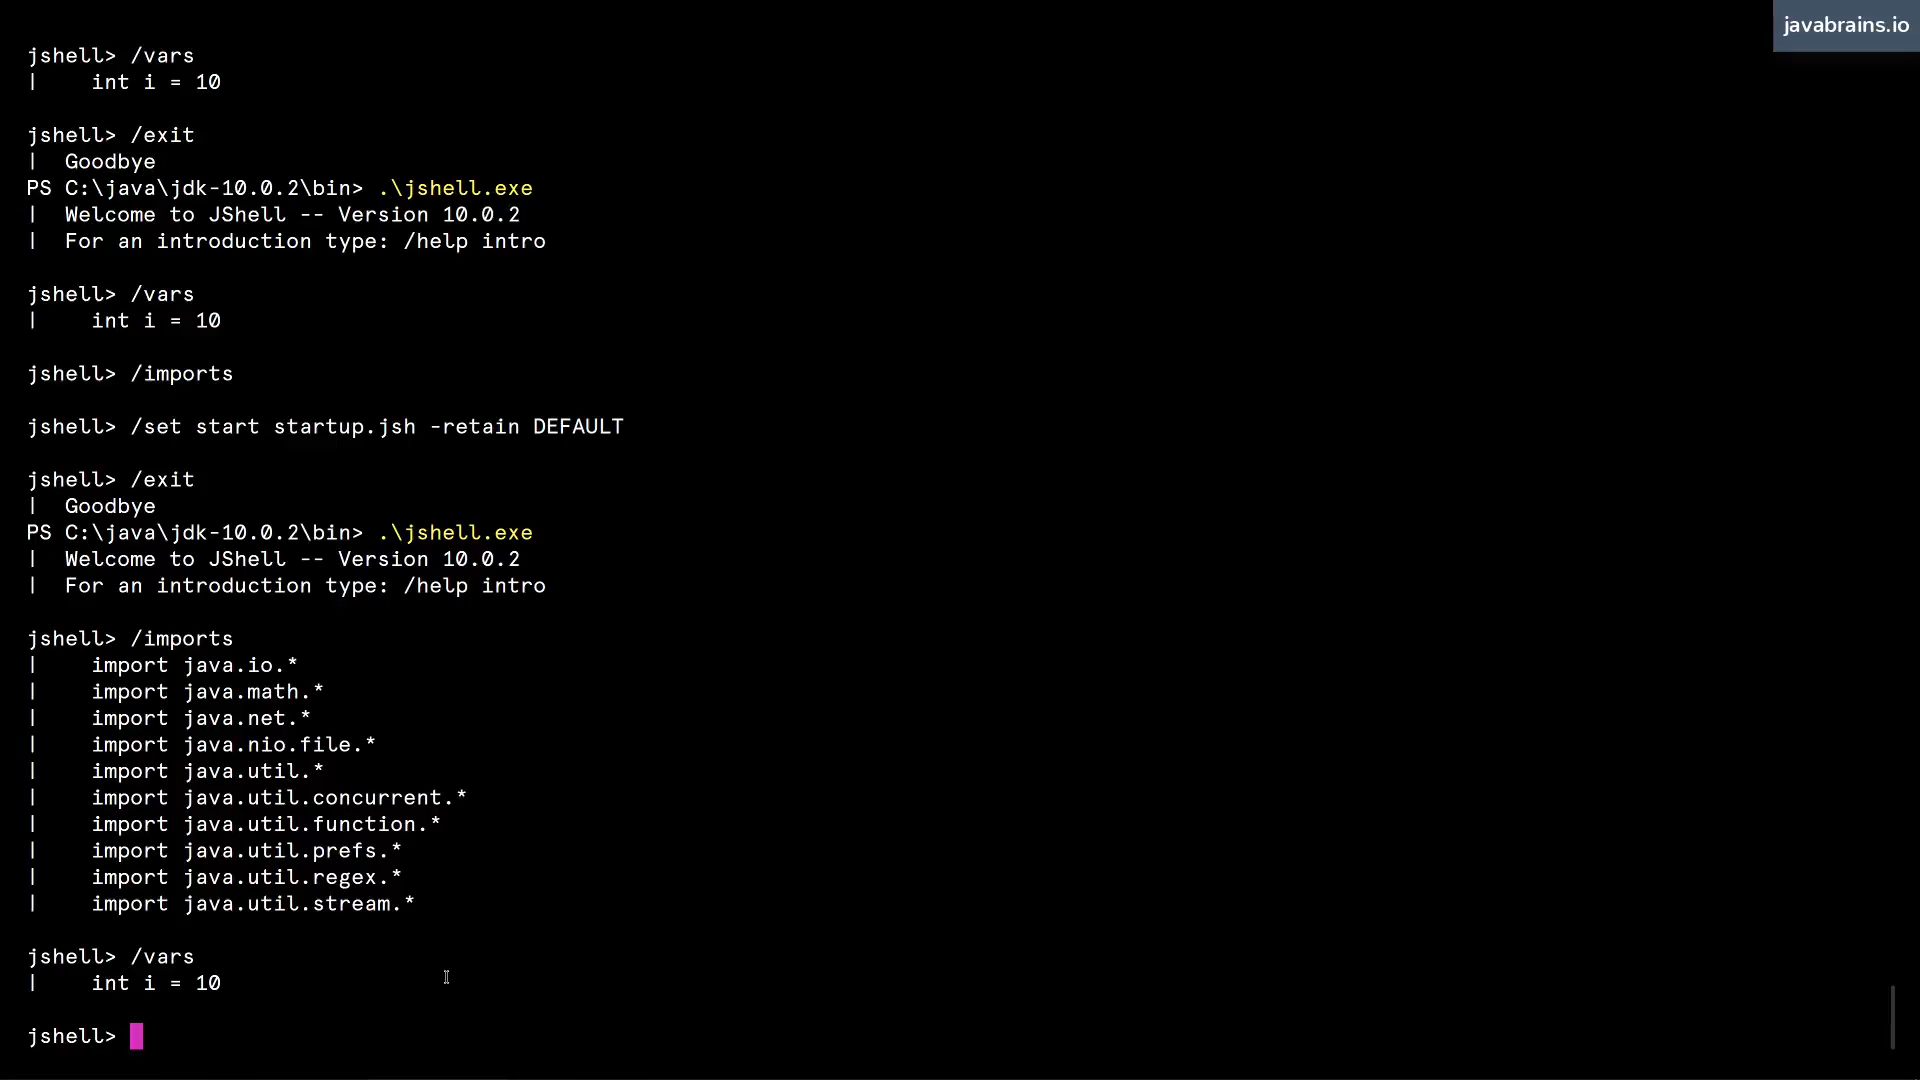 javabrains.io
jshell> /vars
|    int i = 10
jshell> /exit
|  Goodbye
PS C:\java\jdk-10.0.2\bin> .\jshell.exe
|  Welcome to JShell -- Version 10.0.2
|  For an introduction type: /help intro
jshell> /vars
|    int i = 10
jshell> /imports
jshell> /set start startup.jsh -retain DEFAULT
jshell> /exit
|  Goodbye
PS C:\java\jdk-10.0.2\bin> .\jshell.exe
|  Welcome to JShell -- Version 10.0.2
|  For an introduction type: /help intro
jshell> /imports
|    import java.io.*
|    import java.math.*
|    import java.net.*
|    import java.nio.file.*
|    import java.util.*
|    import java.util.concurrent.*
|    import java.util.function.*
|    import java.util.prefs.*
|    import java.util.regex.*
|    import java.util.stream.*
jshell> /vars
|    int i = 10
jshell>